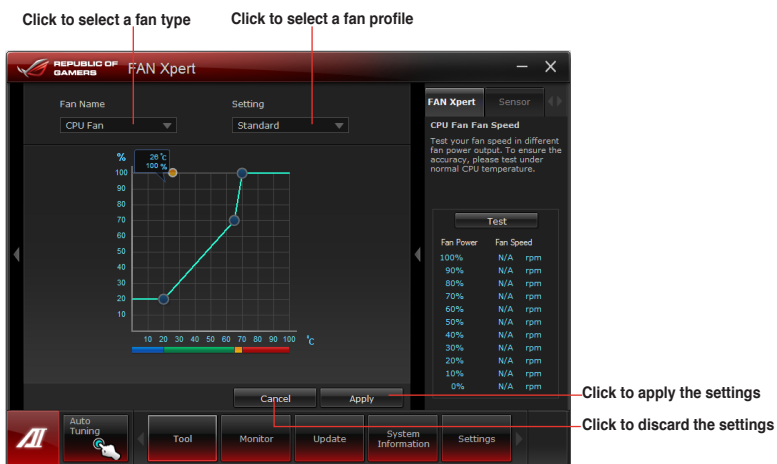 Click to select a fan type
Click to select a fan profile
REPUBLIC OF
GAMERS
FAN Xpert
Fan Name
Setting
CPU Fan
Standard
%
26°c
100 %
100
90
80
70
60
50
40
30
20
10
10 20 30 40 50 60 70 80 90 100 °C
Cancel
Apply
FAN Xpert
Sensor
CPU Fan Fan Speed
Test your fan speed in different
fan power output. To ensure the
accuracy, please test under
normal CPU temperature.
Test
Fan Power Fan Speed
100% N/A rpm
90% N/A rpm
80% N/A rpm
70% N/A rpm
60% N/A rpm
50% N/A rpm
40% N/A rpm
30% N/A rpm
20% N/A rpm
10% N/A rpm
0% N/A rpm
Click to apply the settings
Click to discard the settings
AI
Auto
Tuning
Tool
Monitor
Update
System
Information
Settings